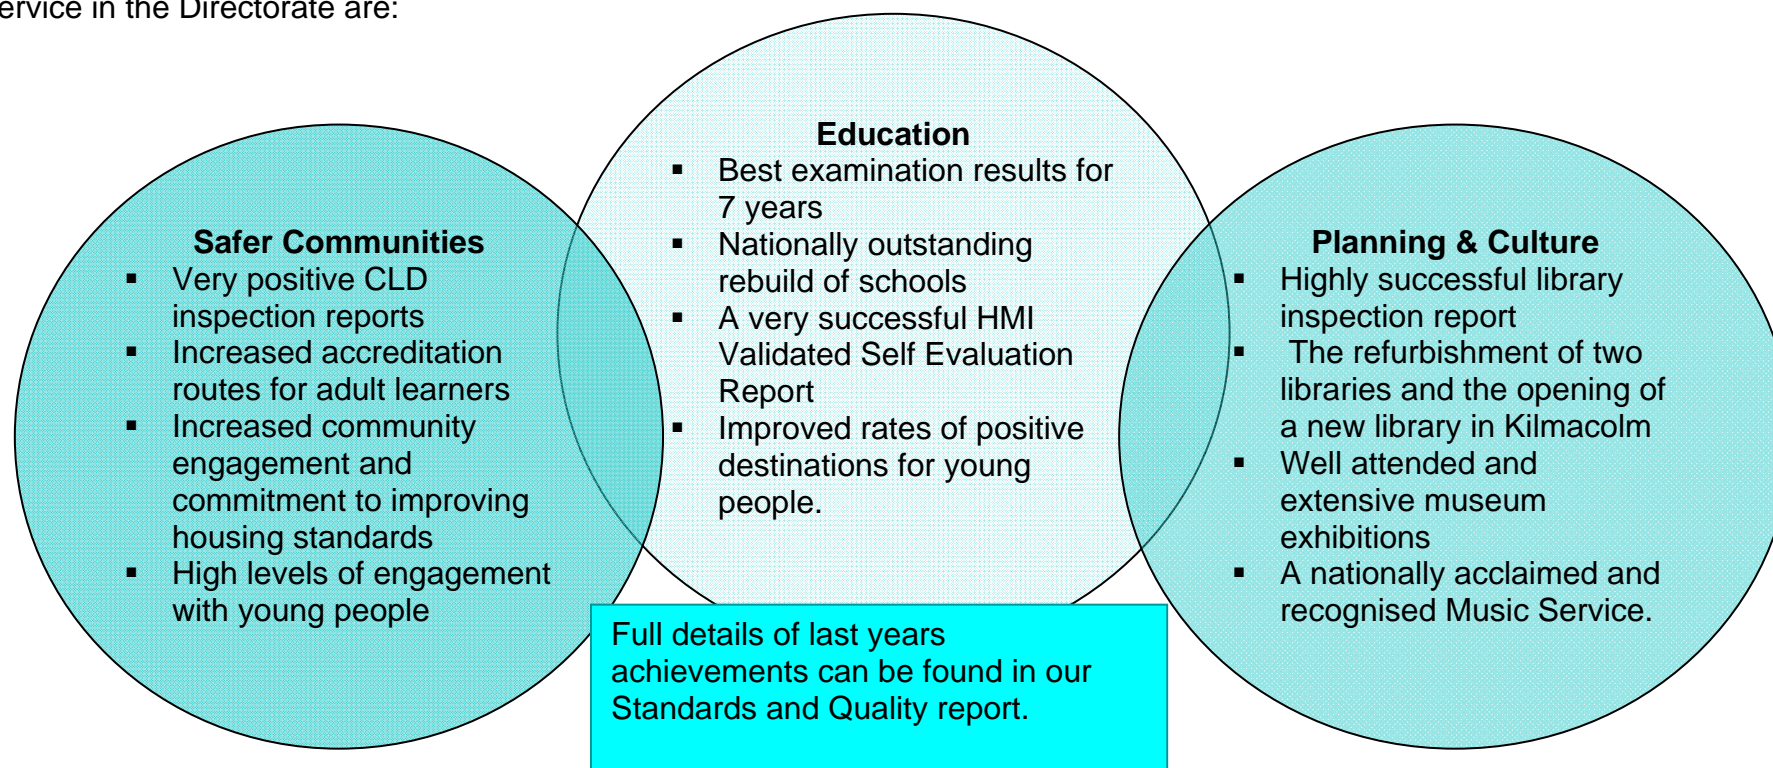 ervice in the Directorate are:
Safer Communities
▪ Very positive CLD
inspection reports
▪ Increased accreditation
routes for adult learners
▪ Increased community
engagement and
commitment to improving
housing standards
▪ High levels of engagement
with young people
Education
▪ Best examination results for
7 years
▪ Nationally outstanding
rebuild of schools
▪ A very successful HMI
Validated Self Evaluation
Report
▪ Improved rates of positive
destinations for young
people.
Planning & Culture
▪ Highly successful library
inspection report
▪ The refurbishment of two
libraries and the opening of
a new library in Kilmacolm
▪ Well attended and
extensive museum
exhibitions
▪ A nationally acclaimed and
recognised Music Service.
Full details of last years
achievements can be found in our
Standards and Quality report.